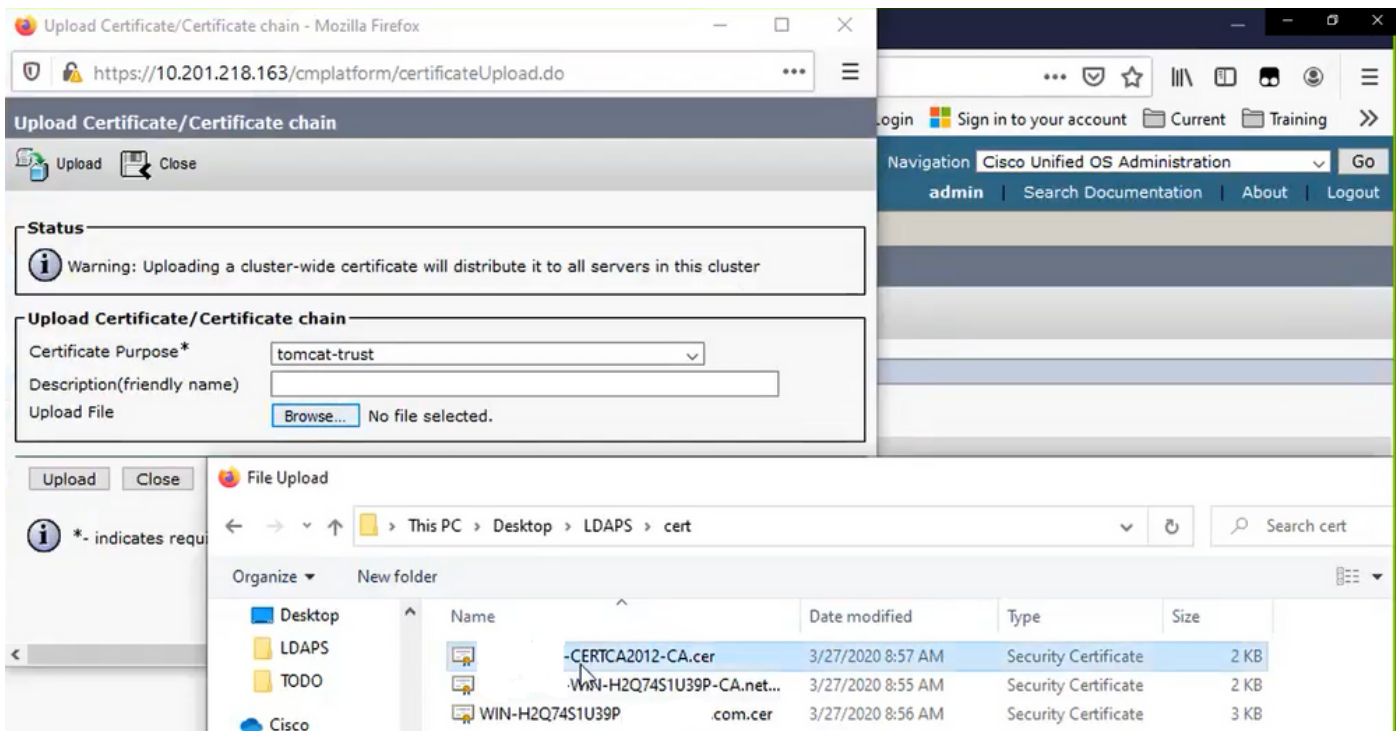 Upload Certificate/Certificate chain - Mozilla Firefox
https://10.201.218.163/cmplatform/certificateUpload.do
Upload Certificate/Certificate chain
Upload Close
Status
Warning: Uploading a cluster-wide certificate will distribute it to all servers in this cluster
Upload Certificate/Certificate chain
Certificate Purpose* tomcat-trust
Description(friendly name)
Upload File Browse... No file selected.
Upload Close
*- indicates requi
.ogin Sign in to your account Current Training
Navigation Cisco Unified OS Administration Go
admin Search Documentation About Logout
File Upload
This PC > Desktop > LDAPS > cert Search cert
Organize New folder
Desktop
LDAPS
TODO
Cisco
Name Date modified Type Size
-CERTCA2012-CA.cer 3/27/2020 8:57 AM Security Certificate 2 KB
-WIN-H2Q74S1U39P-CA.net... 3/27/2020 8:55 AM Security Certificate 2 KB
WIN-H2Q74S1U39P .com.cer 3/27/2020 8:56 AM Security Certificate 3 KB